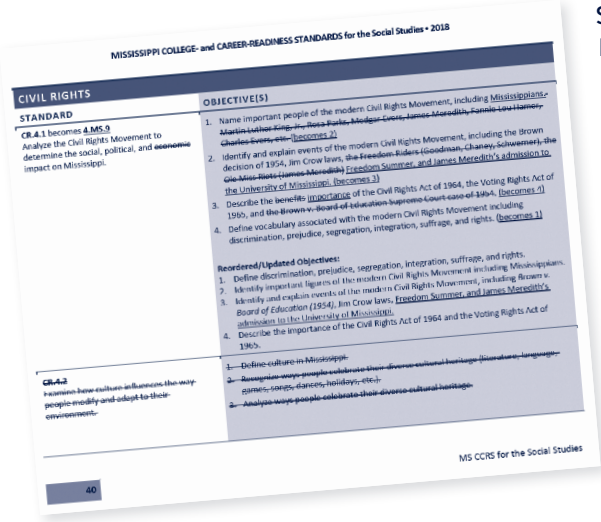 S
MISSISSIPPI COLLEGE- and CAREER-READINESS STANDARDS for the Social Studies • 2018
CIVIL RIGHTS
STANDARD
OBJECTIVE(S)
CR.4.1 becomes 4.MS.9
Analyze the Civil Rights Movement to
determine the social, political, and economic
impact on Mississippi.
1. Name important people of the modern Civil Rights Movement, including Mississippians.
Martin Luther King, Jr., Rosa Parks, Medgar Evers, James Meredith, Fannie Lou Hamer,
Charles Evers, etc. (becomes 2)
2. Identify and explain events of the modern Civil Rights Movement, including the Brown
decision of 1954, Jim Crow laws, the Freedom Riders (Goodman, Chaney, Schwerner), the
Ole Miss Riots (James Meredith) Freedom Summer, and James Meredith's admission to
the University of Mississippi. (becomes 3)
3. Describe the benefits importance of the Civil Rights Act of 1964, the Voting Rights Act of
1965, and the Brown v. Board of Education Supreme Court case of 1954. (becomes 4)
4. Define vocabulary associated with the modern Civil Rights Movement including
discrimination, prejudice, segregation, integration, suffrage, and rights. (becomes 1)
Reordered/Updated Objectives:
1. Define discrimination, prejudice, segregation, integration, suffrage, and rights.
2. Identify important figures of the modern Civil Rights Movement including Mississippians.
3. Identify and explain events of the modern Civil Rights Movement, including Brown v.
Board of Education (1954), Jim Crow laws, Freedom Summer, and James Meredith's
admission to the University of Mississippi.
4. Describe the importance of the Civil Rights Act of 1964 and the Voting Rights Act of
1965.
CR.4.2
Examine how culture influences the way
people modify and adapt to their
environment.
1. Define culture in Mississippi.
2. Recognize ways people celebrate their diverse cultural heritage (literature, language,
games, songs, dances, holidays, etc.).
3. Analyze ways people celebrate their diverse cultural heritage.
40
MS CCRS for the Social Studies